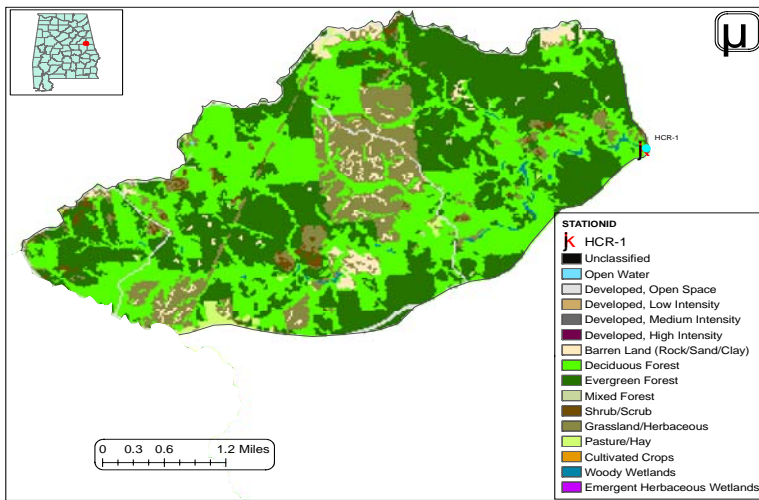 µ
HCR-1
STATIONID
jk HCR-1
Unclassified
Open Water
Developed, Open Space
Developed, Low Intensity
Developed, Medium Intensity
Developed, High Intensity
Barren Land (Rock/Sand/Clay)
Deciduous Forest
Evergreen Forest
Mixed Forest
Shrub/Scrub
Grassland/Herbaceous
Pasture/Hay
Cultivated Crops
Woody Wetlands
Emergent Herbaceous Wetlands
0 0.3 0.6 1.2 Miles